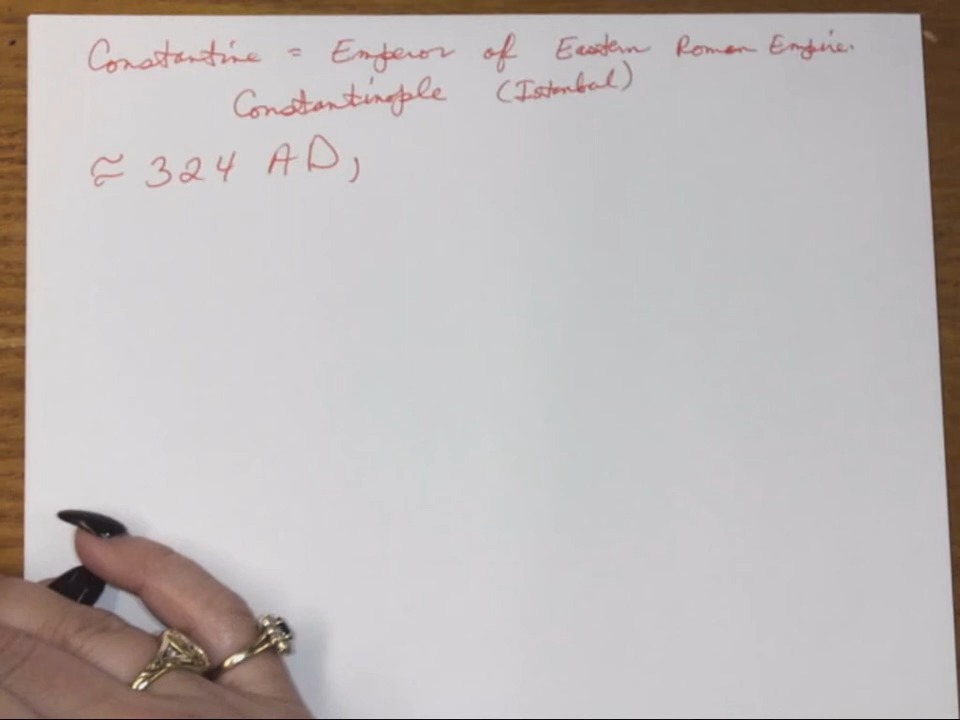 Constantine = Emperor of Eastern Roman Empire.
Constantinople (Istanbul)
≈ 324 AD,